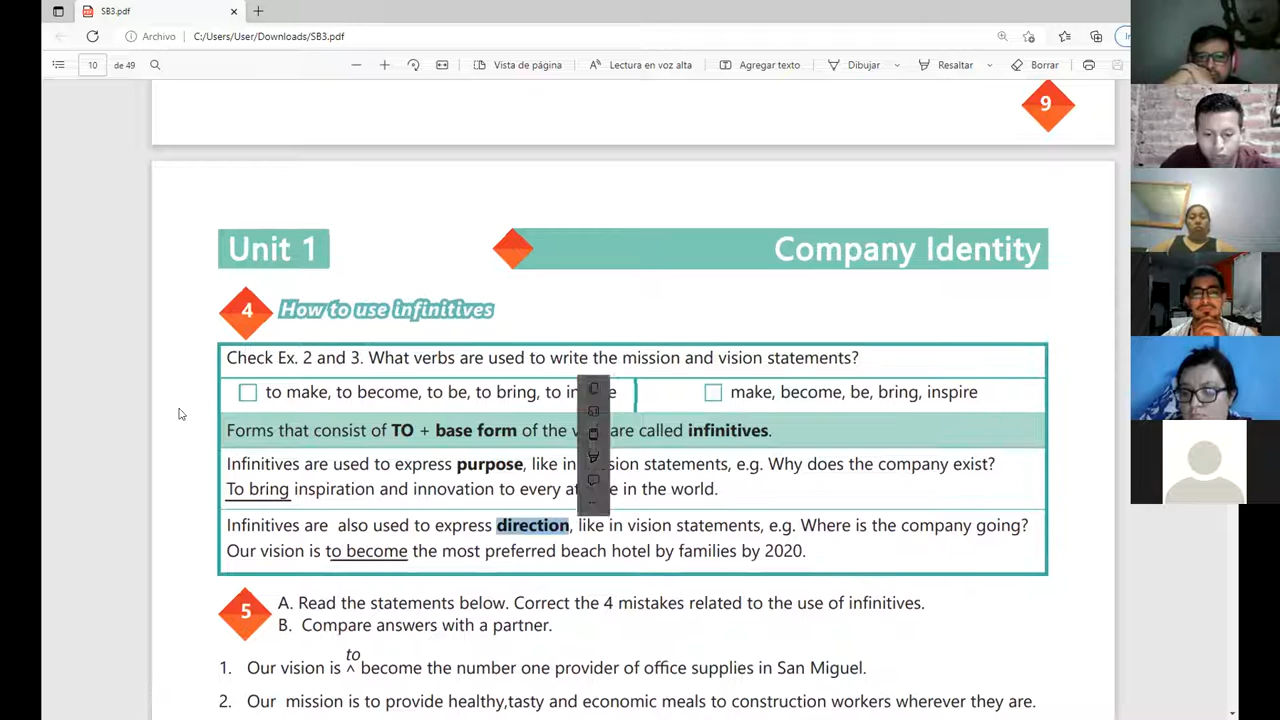 SB3.pdf
Archivo
C:/Users/User/Downloads/SB3.pdf
10
de 49
Vista de página
Lectura en voz alta
Agregar texto
Dibujar
Resaltar
Borrar
9
Unit 1
Company Identity
4
How to use infinitives
Check Ex. 2 and 3. What verbs are used to write the mission and vision statements?
to make, to become, to be, to bring, to
make, become, be, bring, inspire
Forms that consist of TO + base form of the are called infinitives.
Infinitives are used to express purpose, like in statements, e.g. Why does the company exist?
To bring inspiration and innovation to every in the world.
Infinitives are also used to express direction, like in vision statements, e.g. Where is the company going?
Our vision is to become the most preferred beach hotel by families by 2020.
5
A. Read the statements below. Correct the 4 mistakes related to the use of infinitives.
B. Compare answers with a partner.
to
1. Our vision is ^ become the number one provider of office supplies in San Miguel.
2. Our mission is to provide healthy,tasty and economic meals to construction workers wherever they are.